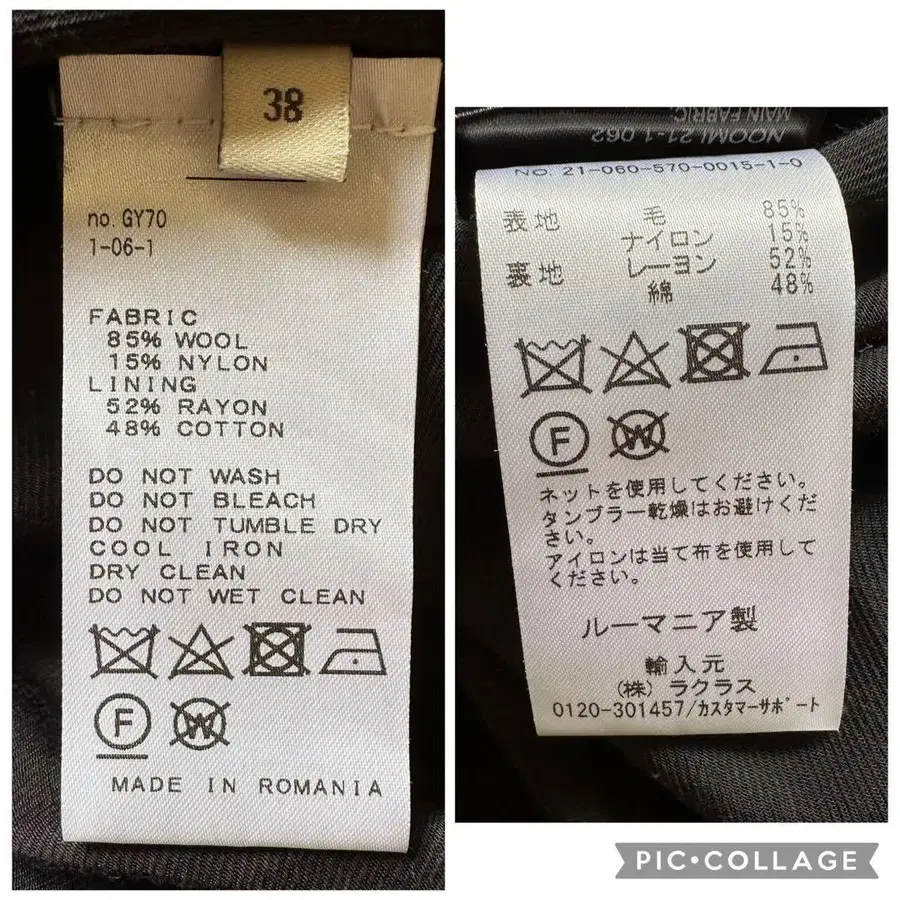 38
no. GY70
1-06-1
FABRIC
85% WOOL
15% NYLON
LINING
52% RAYON
48% COTTON
DO NOT WASH
DO NOT BLEACH
DO NOT TUMBLE DRY
COOL IRON
DRY CLEAN
DO NOT WET CLEAN
F W
MADE IN ROMANIA
MAIN FABRIC
NOOMI 21-1 062
NO. 21-060-570-0015-1-0
表地 毛 85%
ナイロン 15%
裏地 レーヨン 52%
綿 48%
F W
ネットを使用してください。
タンブラー乾燥はお避けくだ
さい。
アイロンは当て布を使用して
ください。
ルーマニア製
輸入元
(株) ラクラス
0120-301457/カスタマーサポート
PIC•COLLAGE